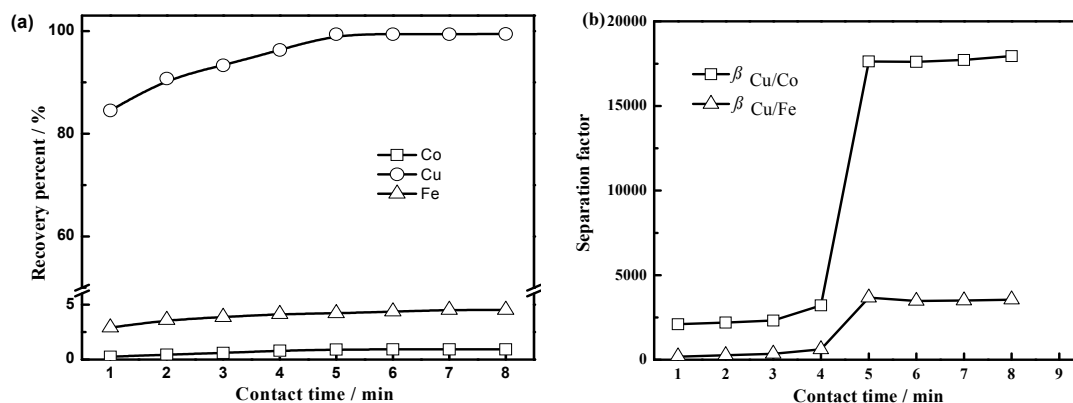 (a)
Recovery percent / %
100
80
60
5
0
Co
Cu
Fe
1 2 3 4 5 6 7 8
Contact time / min
(b)
Separation factor
20000
15000
10000
5000
0
β Cu/Co
β Cu/Fe
1 2 3 4 5 6 7 8 9
Contact time / min